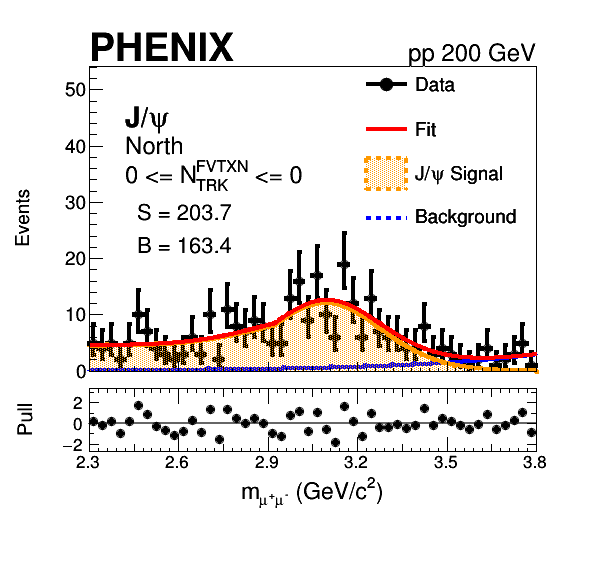 PHENIX
pp 200 GeV
Events
50
40
30
20
10
0
J/ψ
North
0 <= N_TRK^FVTXN <= 0
S = 203.7
B = 163.4
Data
Fit
J/ψ Signal
Background
Pull
2
0
−2
2.3 2.6 2.9 3.2 3.5 3.8
m_μ⁺μ⁻ (GeV/c²)